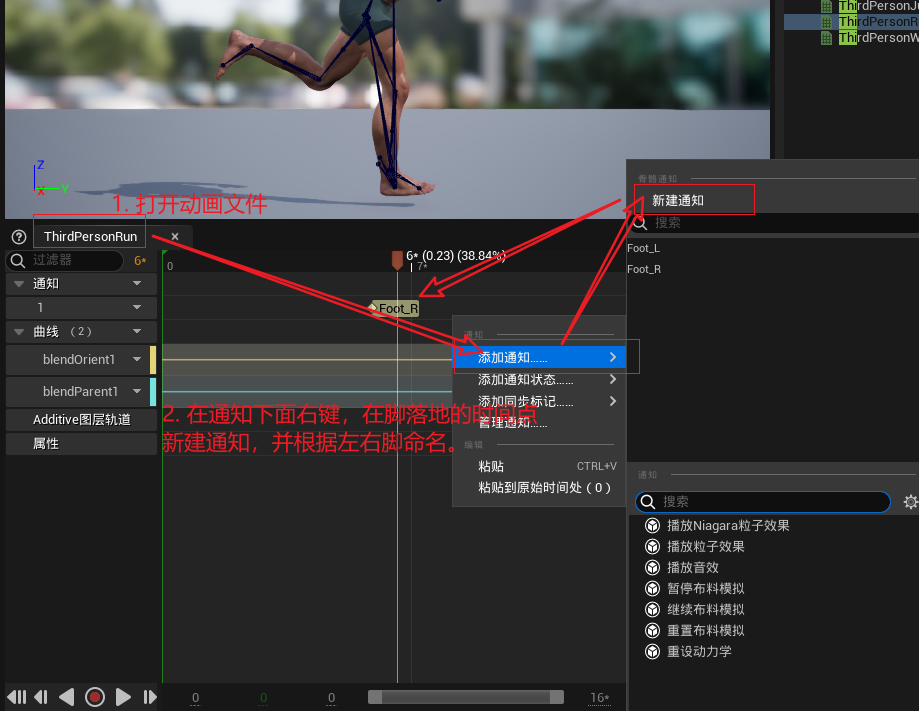 ThirdPersonJu
ThirdPersonR
ThirdPersonW
Z
X
Y
1. 打开动画文件
骨骼通知
新建通知
搜索
Foot_L
Foot_R
ThirdPersonRun
×
过滤器
6*
0
6* (0.23) (38.84%)
7*
通知
1
Foot_R
曲线 （2）
blendOrient1
blendParent1
Additive图层轨道
属性
通知
添加通知......
添加通知状态......
添加同步标记......
管理通知......
编辑
粘贴
CTRL+V
粘贴到原始时间处（0）
2. 在通知下面右键，在脚落地的时间点
新建通知，并根据左右脚命名。
通知
搜索
播放Niagara粒子效果
播放粒子效果
播放音效
暂停布料模拟
继续布料模拟
重置布料模拟
重设动力学
0
0
0
16*